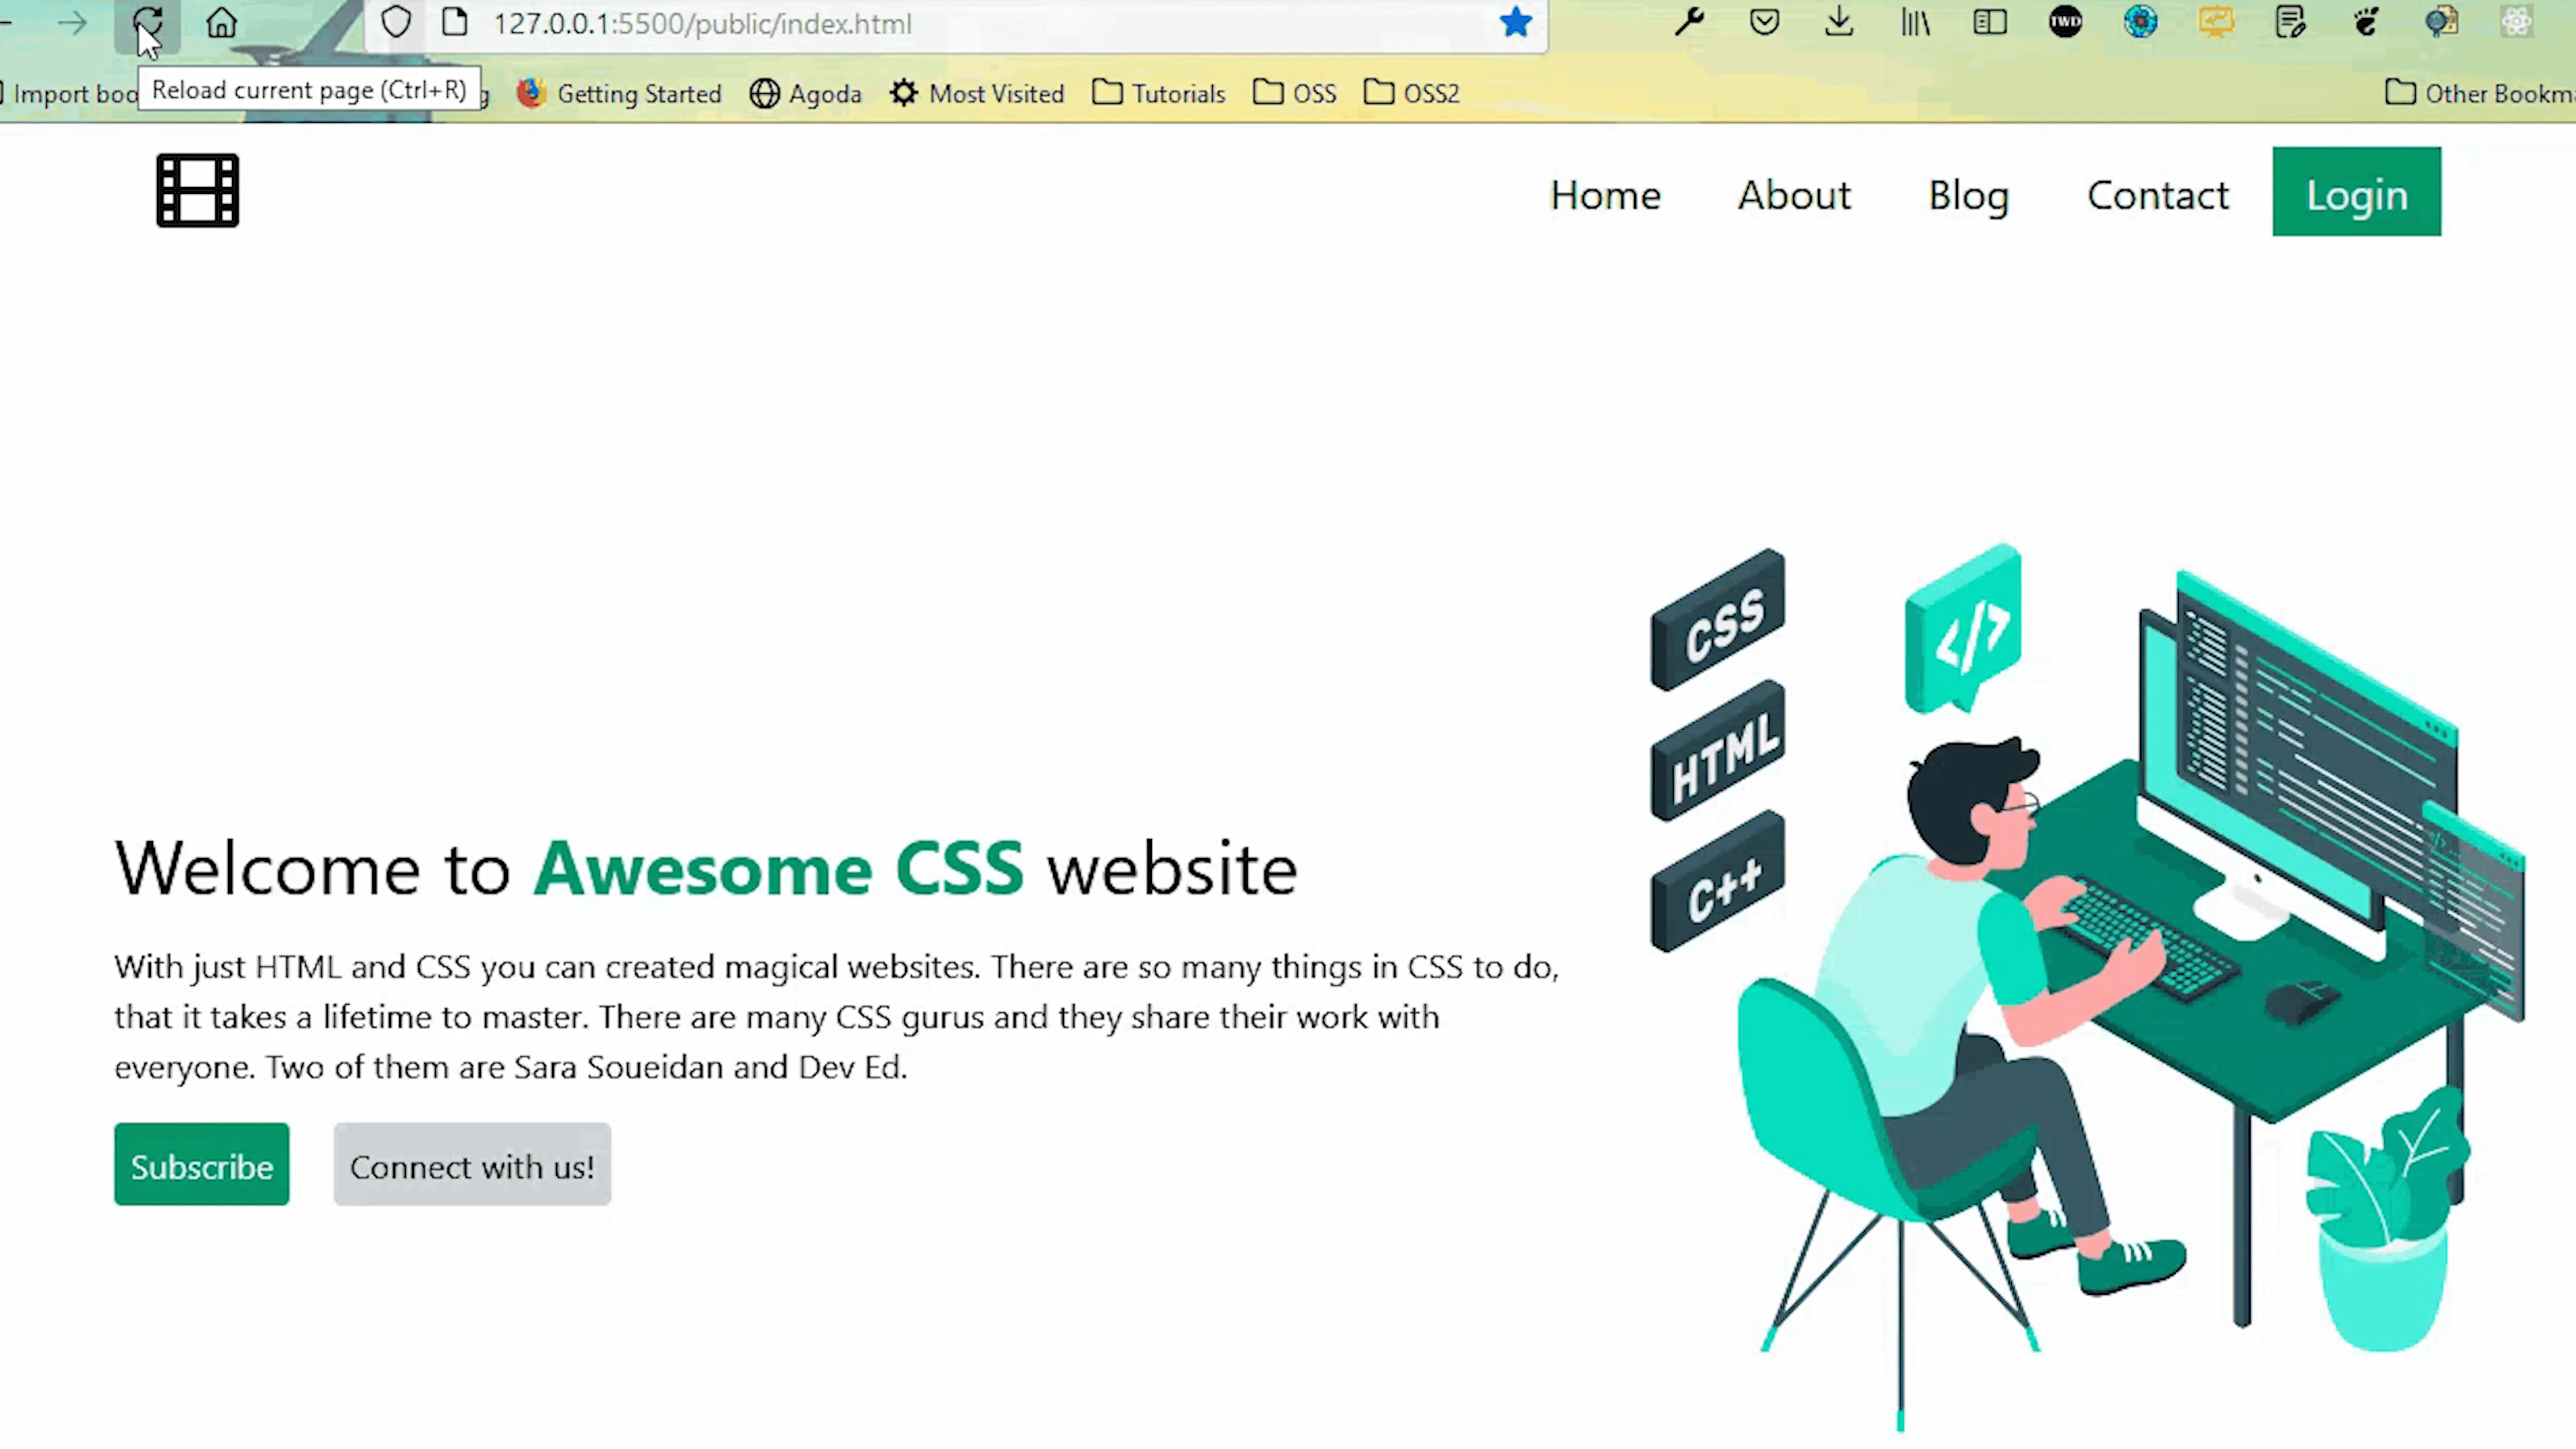 127.0.0.1:5500/public/index.html
TWD
Import boo
Reload current page (Ctrl+R)
g
Getting Started
Agoda
Most Visited
Tutorials
OSS
OSS2
Other Bookma
Home
About
Blog
Contact
Login
CSS
</>
HTML
C++
Welcome to Awesome CSS website
With just HTML and CSS you can created magical websites. There are so many things in CSS to do,
that it takes a lifetime to master. There are many CSS gurus and they share their work with
everyone. Two of them are Sara Soueidan and Dev Ed.
Subscribe
Connect with us!